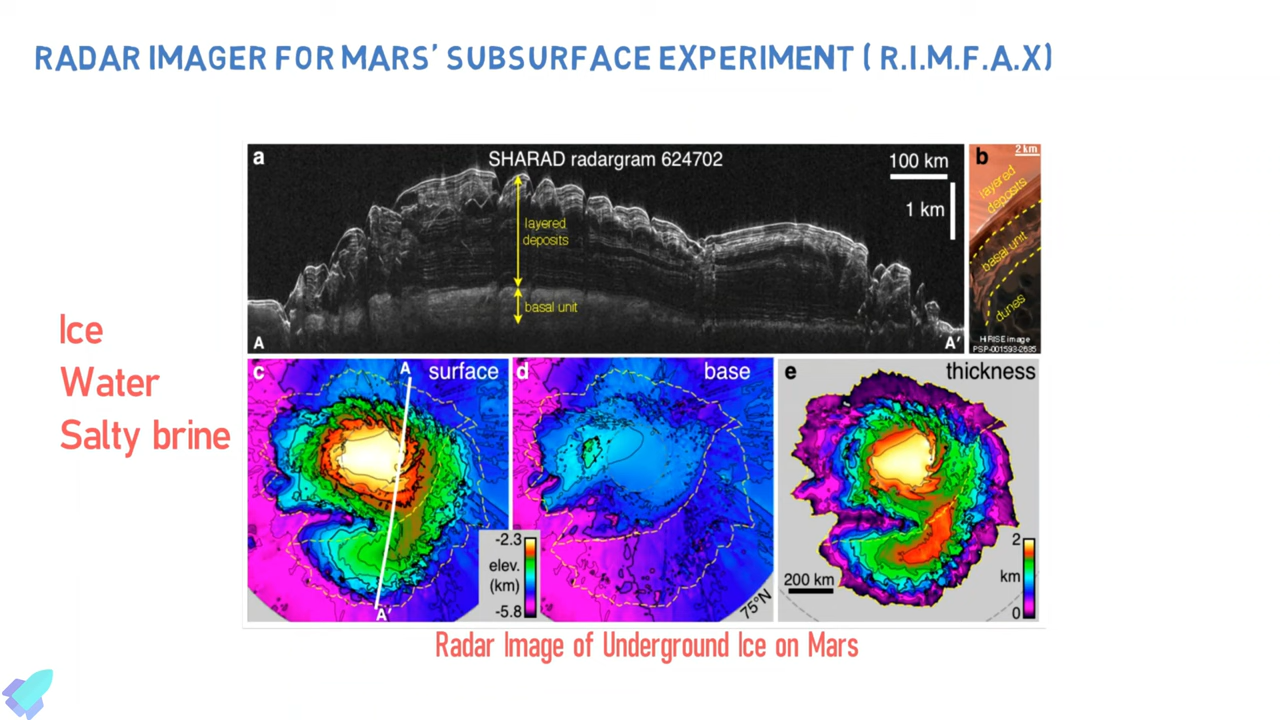 RADAR IMAGER FOR MARS' SUBSURFACE EXPERIMENT ( R.I.M.F.A.X)
a
SHARAD radargram 624702
100 km
1 km
layered
deposits
basal unit
A
A'
b
2 km
layered
deposits
basal unit
dunes
HiRISE image
PSP-001593-2635
Ice
Water
Salty brine
c
A
surface
A'
-2.3
elev.
(km)
-5.8
d
base
75°N
e
thickness
200 km
2
km
0
Radar Image of Underground Ice on Mars